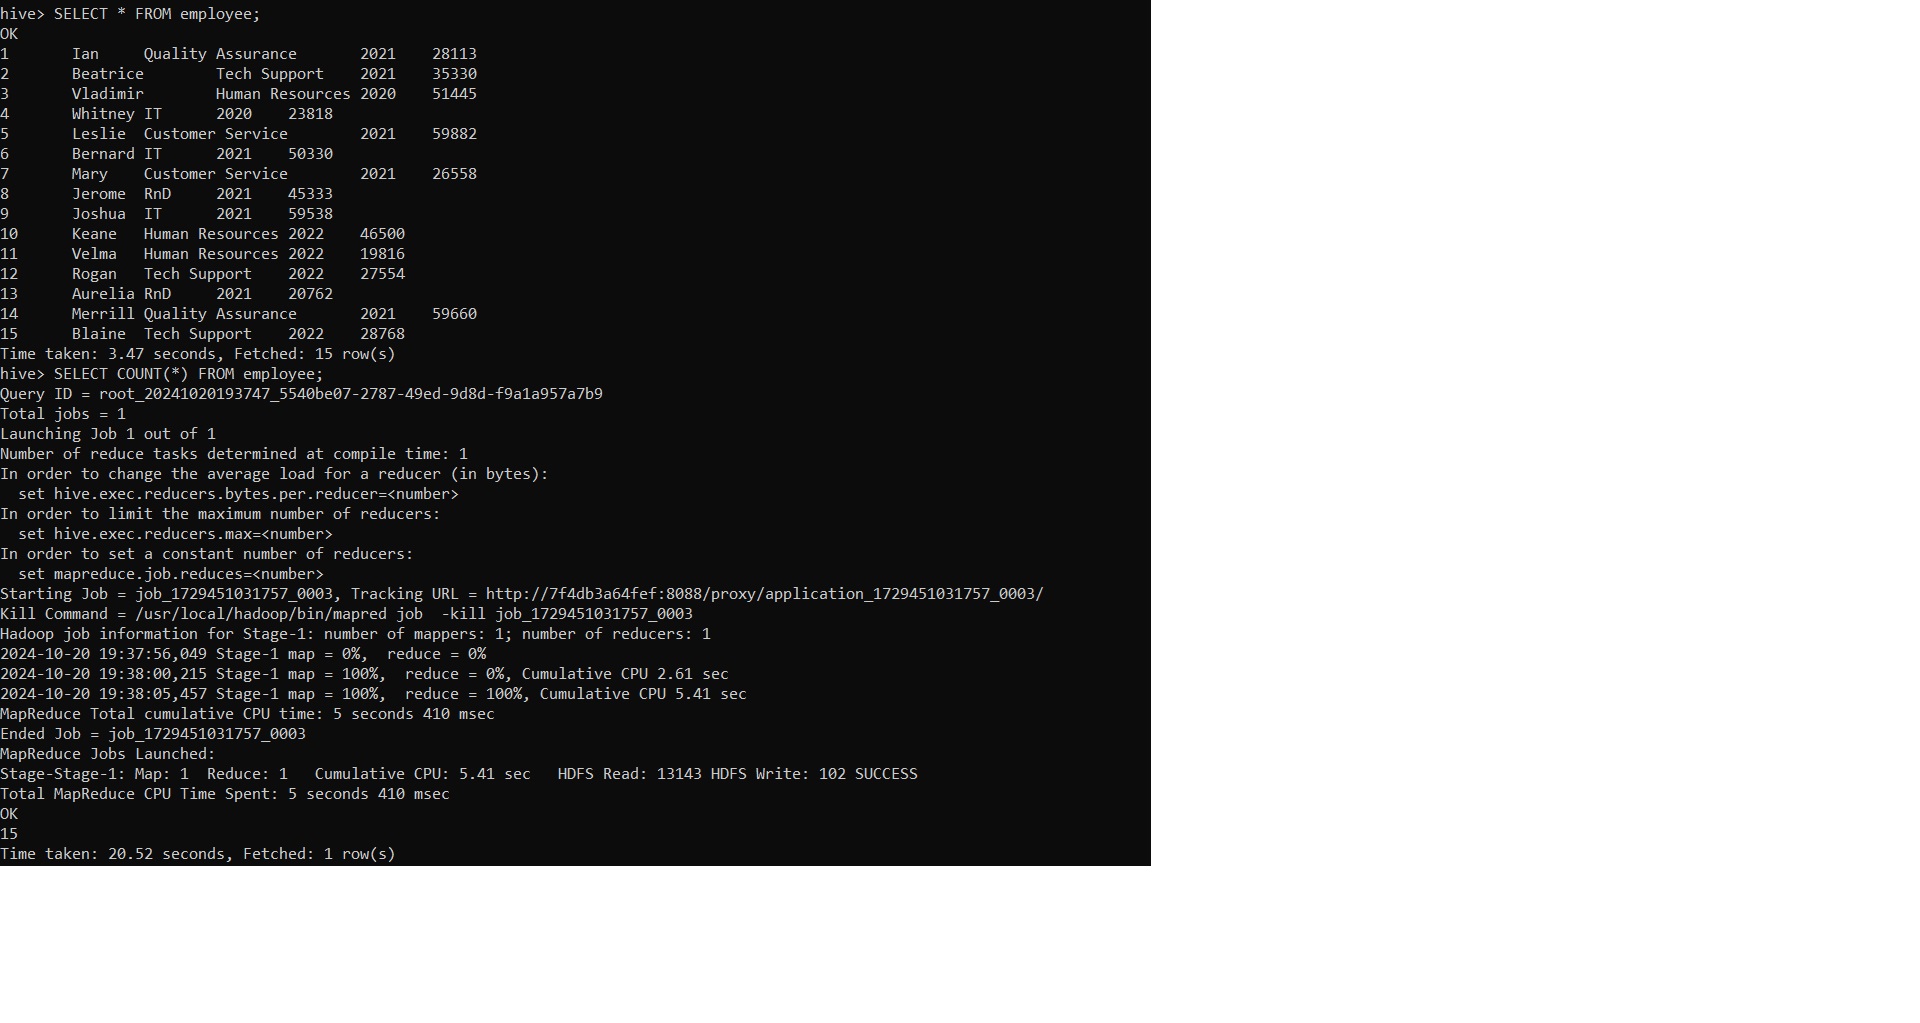 hive> SELECT * FROM employee;
OK
1       Ian     Quality Assurance       2021    28113
2       Beatrice        Tech Support    2021    35330
3       Vladimir        Human Resources 2020    51445
4       Whitney IT      2020    23818
5       Leslie  Customer Service        2021    59882
6       Bernard IT      2021    50330
7       Mary    Customer Service        2021    26558
8       Jerome  RnD     2021    45333
9       Joshua  IT      2021    59538
10      Keane   Human Resources 2022    46500
11      Velma   Human Resources 2022    19816
12      Rogan   Tech Support    2022    27554
13      Aurelia RnD     2021    20762
14      Merrill Quality Assurance       2021    59660
15      Blaine  Tech Support    2022    28768
Time taken: 3.47 seconds, Fetched: 15 row(s)
hive> SELECT COUNT(*) FROM employee;
Query ID = root_20241020193747_5540be07-2787-49ed-9d8d-f9a1a957a7b9
Total jobs = 1
Launching Job 1 out of 1
Number of reduce tasks determined at compile time: 1
In order to change the average load for a reducer (in bytes):
  set hive.exec.reducers.bytes.per.reducer=<number>
In order to limit the maximum number of reducers:
  set hive.exec.reducers.max=<number>
In order to set a constant number of reducers:
  set mapreduce.job.reduces=<number>
Starting Job = job_1729451031757_0003, Tracking URL = http://7f4db3a64fef:8088/proxy/application_1729451031757_0003/
Kill Command = /usr/local/hadoop/bin/mapred job  -kill job_1729451031757_0003
Hadoop job information for Stage-1: number of mappers: 1; number of reducers: 1
2024-10-20 19:37:56,049 Stage-1 map = 0%,  reduce = 0%
2024-10-20 19:38:00,215 Stage-1 map = 100%,  reduce = 0%, Cumulative CPU 2.61 sec
2024-10-20 19:38:05,457 Stage-1 map = 100%,  reduce = 100%, Cumulative CPU 5.41 sec
MapReduce Total cumulative CPU time: 5 seconds 410 msec
Ended Job = job_1729451031757_0003
MapReduce Jobs Launched:
Stage-Stage-1: Map: 1  Reduce: 1   Cumulative CPU: 5.41 sec   HDFS Read: 13143 HDFS Write: 102 SUCCESS
Total MapReduce CPU Time Spent: 5 seconds 410 msec
OK
15
Time taken: 20.52 seconds, Fetched: 1 row(s)